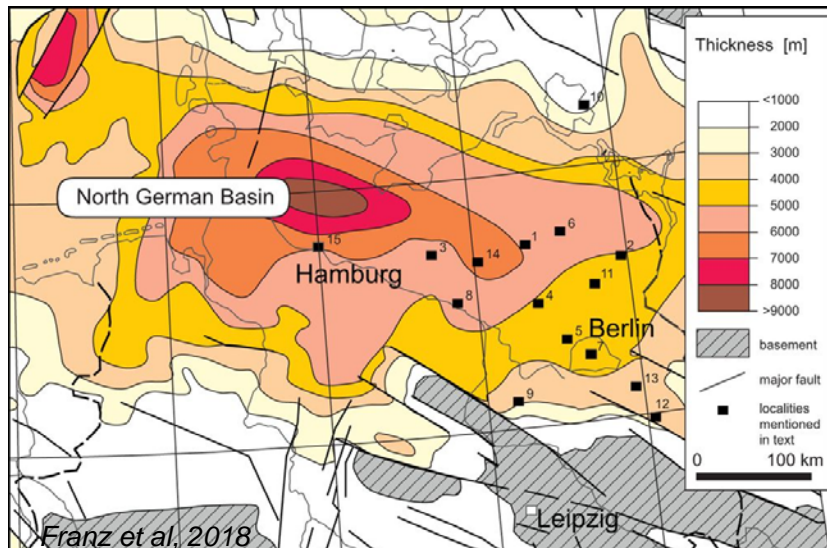 Thickness [m]
<1000
2000
3000
4000
5000
6000
7000
8000
>9000
basement
major fault
localities
mentioned
in text
0 100 km
10
North German Basin
15
3
14
1
6
2
11
Hamburg
8
4
5
Berlin
7
13
9
12
Leipzig
Franz et al, 2018